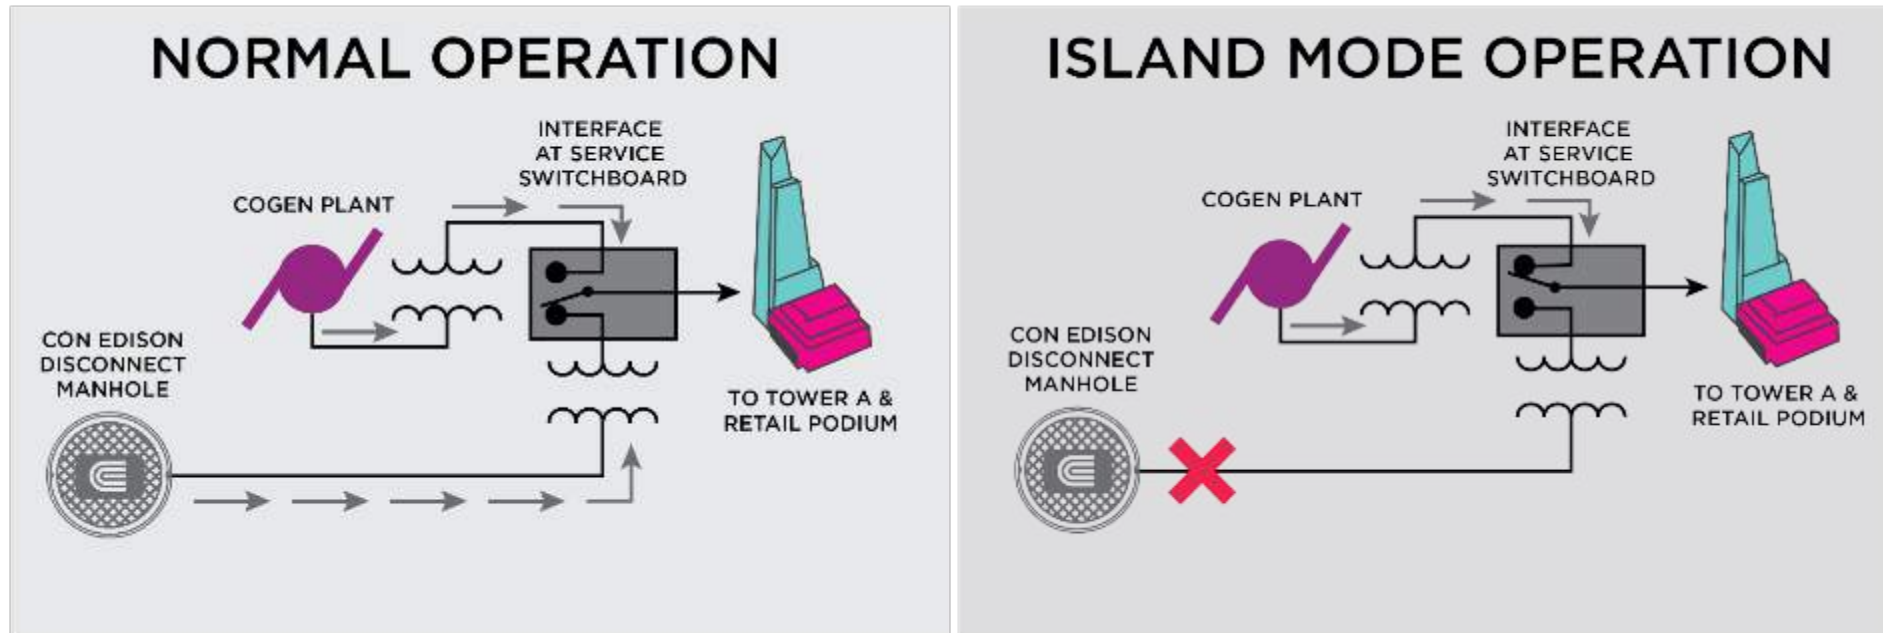 NORMAL OPERATION
INTERFACE
AT SERVICE
SWITCHBOARD
COGEN PLANT
CON EDISON
DISCONNECT
MANHOLE
TO TOWER A &
RETAIL PODIUM
ISLAND MODE OPERATION
INTERFACE
AT SERVICE
SWITCHBOARD
COGEN PLANT
CON EDISON
DISCONNECT
MANHOLE
TO TOWER A &
RETAIL PODIUM